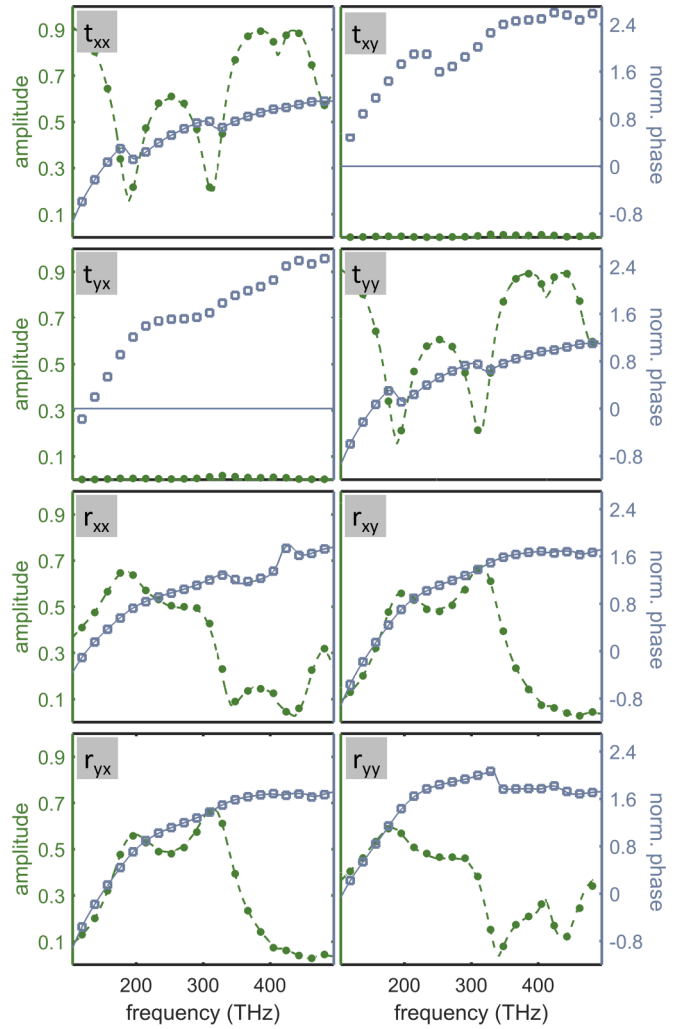 t_xx
t_xy
0.9
0.7
0.5
0.3
0.1
amplitude
2.4
1.6
0.8
0
-0.8
norm. phase
t_yx
t_yy
0.9
0.7
0.5
0.3
0.1
amplitude
2.4
1.6
0.8
0
-0.8
norm. phase
r_xx
r_xy
0.9
0.7
0.5
0.3
0.1
amplitude
2.4
1.6
0.8
0
-0.8
norm. phase
r_yx
r_yy
0.9
0.7
0.5
0.3
0.1
amplitude
2.4
1.6
0.8
0
-0.8
norm. phase
200 300 400
200 300 400
frequency (THz)
frequency (THz)